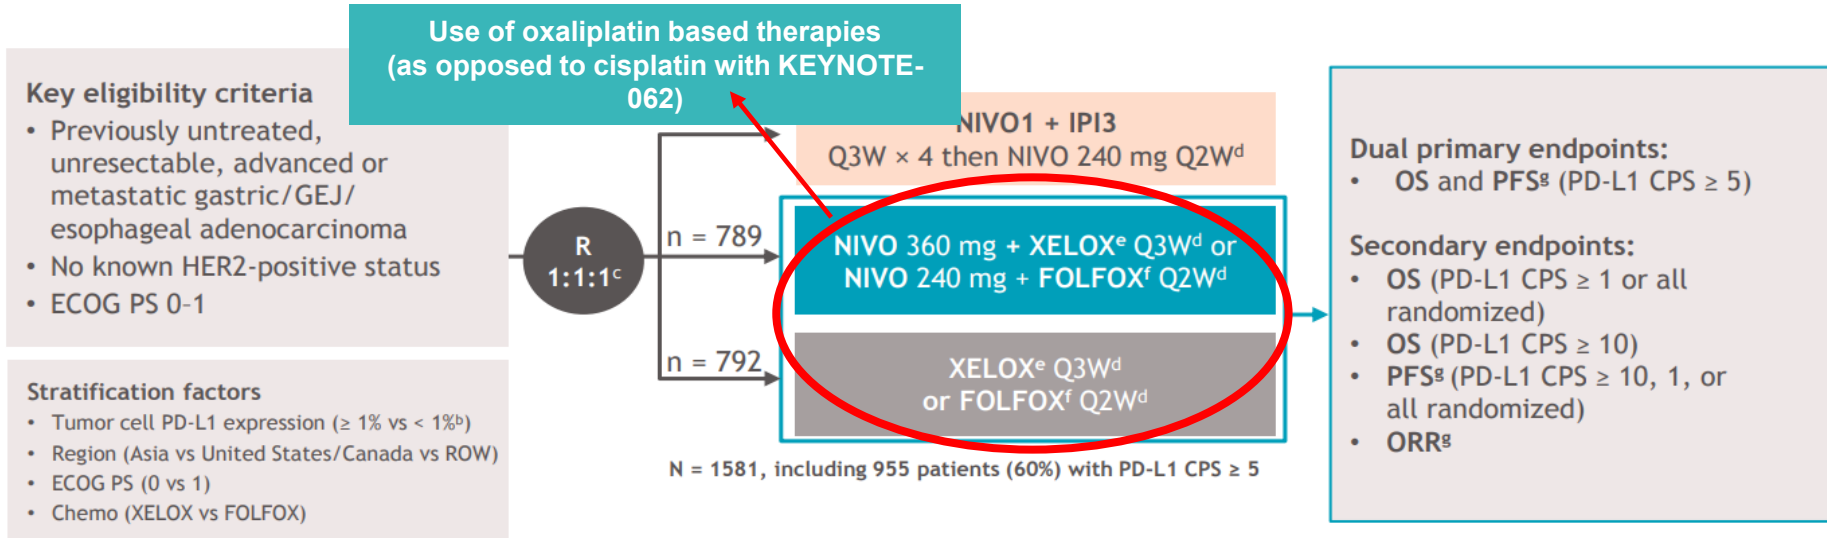 Use of oxaliplatin based therapies
(as opposed to cisplatin with KEYNOTE-
062)
Key eligibility criteria
• Previously untreated,
unresectable, advanced or
metastatic gastric/GEJ/
esophageal adenocarcinoma
• No known HER2-positive status
• ECOG PS 0–1
Stratification factors
• Tumor cell PD-L1 expression (≥ 1% vs < 1%ᵇ)
• Region (Asia vs United States/Canada vs ROW)
• ECOG PS (0 vs 1)
• Chemo (XELOX vs FOLFOX)
R
1:1:1ᶜ
n = 789
n = 792
NIVO1 + IPI3
Q3W × 4 then NIVO 240 mg Q2Wᵈ
NIVO 360 mg + XELOXᵉ Q3Wᵈ or
NIVO 240 mg + FOLFOXᶠ Q2Wᵈ
XELOXᵉ Q3Wᵈ
or FOLFOXᶠ Q2Wᵈ
N = 1581, including 955 patients (60%) with PD-L1 CPS ≥ 5
Dual primary endpoints:
• OS and PFSᵍ (PD-L1 CPS ≥ 5)
Secondary endpoints:
• OS (PD-L1 CPS ≥ 1 or all
randomized)
• OS (PD-L1 CPS ≥ 10)
• PFSᵍ (PD-L1 CPS ≥ 10, 1, or
all randomized)
• ORRᵍ